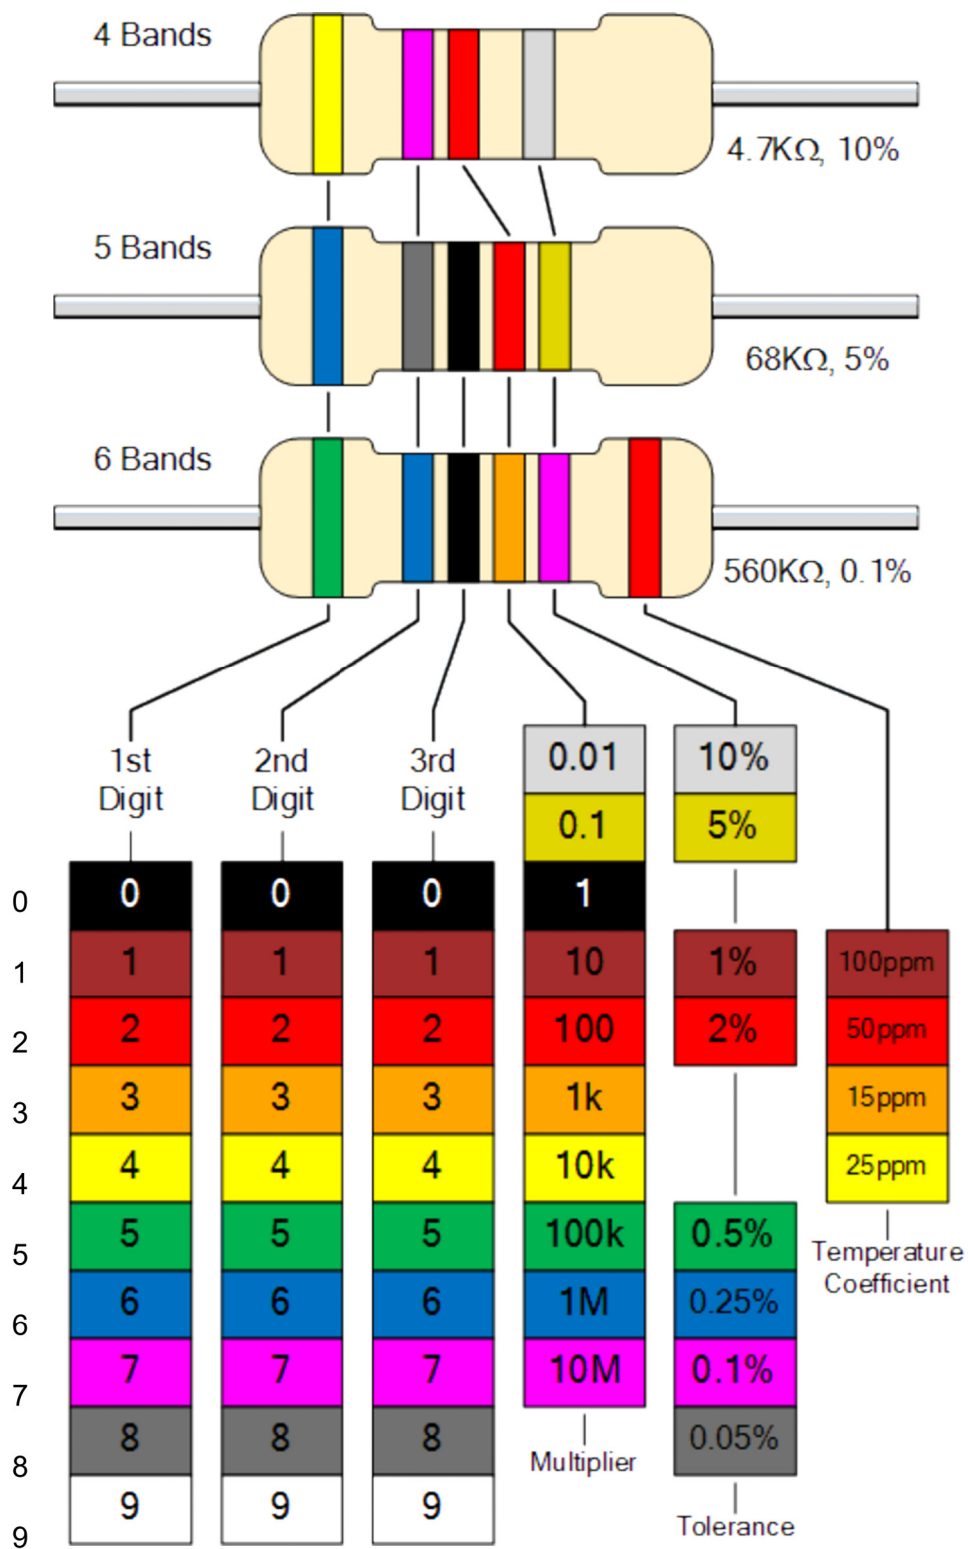 4 Bands
4.7KΩ, 10%
5 Bands
68KΩ, 5%
6 Bands
560KΩ, 0.1%
1st
Digit
2nd
Digit
3rd
Digit
0.01 10%
0.1 5%
0 0 0 0 1
1 1 1 1 10 1% 100ppm
2 2 2 2 100 2% 50ppm
3 3 3 3 1k 15ppm
4 4 4 4 10k 25ppm
5 5 5 5 100k 0.5%
Temperature
Coefficient
6 6 6 6 1M 0.25%
7 7 7 7 10M 0.1%
8 8 8 8 0.05%
Multiplier
9 9 9 9
Tolerance